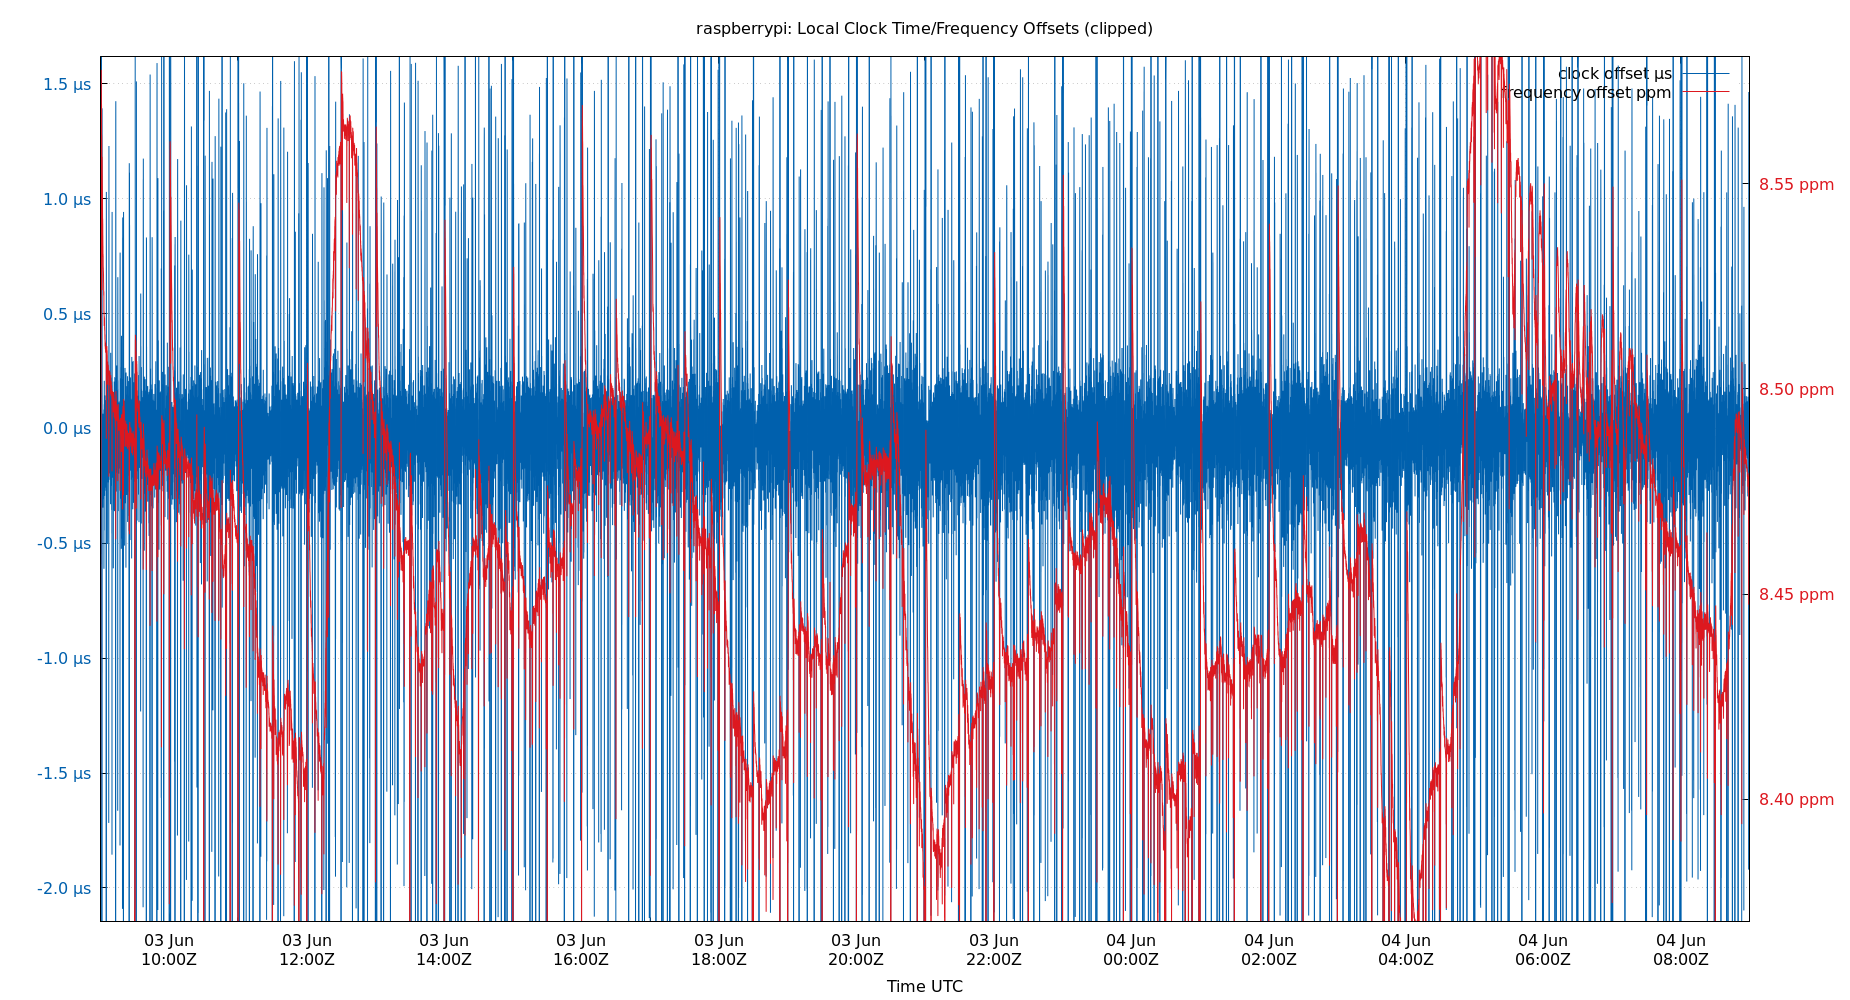 raspberrypi: Local Clock Time/Frequency Offsets (clipped)
clock offset µs
frequency offset ppm
1.5 µs
1.0 µs
0.5 µs
0.0 µs
-0.5 µs
-1.0 µs
-1.5 µs
-2.0 µs
8.55 ppm
8.50 ppm
8.45 ppm
8.40 ppm
03 Jun 03 Jun 03 Jun 03 Jun 03 Jun 03 Jun 03 Jun 04 Jun 04 Jun 04 Jun 04 Jun 04 Jun
10:00Z 12:00Z 14:00Z 16:00Z 18:00Z 20:00Z 22:00Z 00:00Z 02:00Z 04:00Z 06:00Z 08:00Z
Time UTC